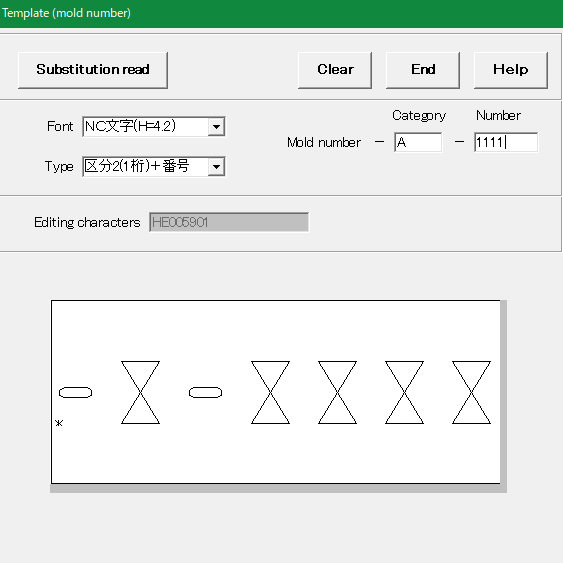 Template (mold number)
Substitution read Clear End Help
Category Number
Font NC文字(H=4.2)
Mold number － A － 1111
Type 区分2(1桁)＋番号
Editing characters HE005901
*